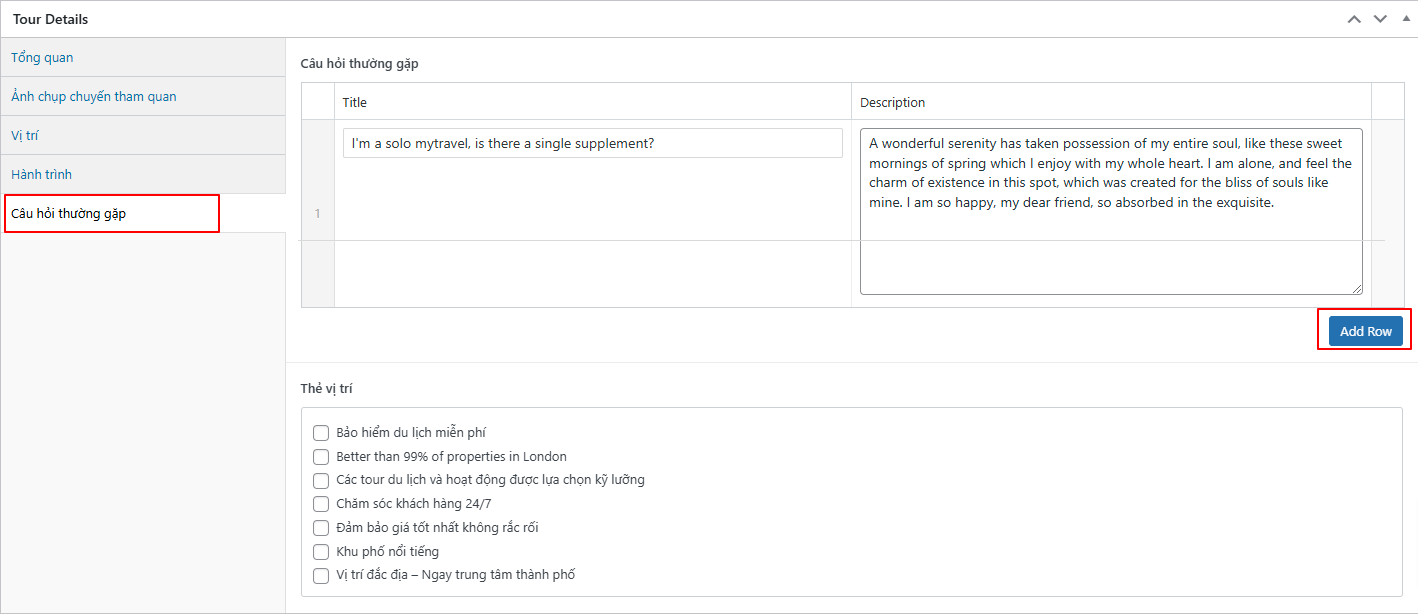 Tour Details
Tổng quan
Ảnh chụp chuyến tham quan
Vị trí
Hành trình
Câu hỏi thường gặp
Câu hỏi thường gặp
Title
Description
1
I'm a solo mytravel, is there a single supplement?
A wonderful serenity has taken possession of my entire soul, like these sweet
mornings of spring which I enjoy with my whole heart. I am alone, and feel the
charm of existence in this spot, which was created for the bliss of souls like
mine. I am so happy, my dear friend, so absorbed in the exquisite.
Add Row
Thẻ vị trí
Bảo hiểm du lịch miễn phí
Better than 99% of properties in London
Các tour du lịch và hoạt động được lựa chọn kỹ lưỡng
Chăm sóc khách hàng 24/7
Đảm bảo giá tốt nhất không rắc rối
Khu phố nổi tiếng
Vị trí đắc địa – Ngay trung tâm thành phố